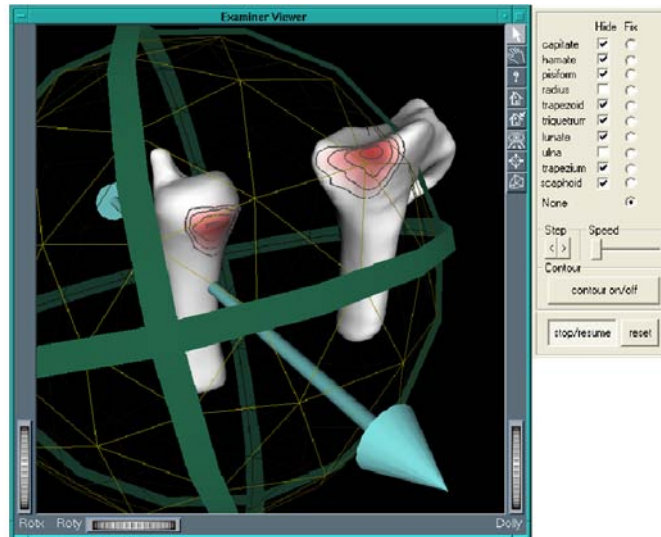 Examiner Viewer
?
Rotx Roty
Dolly
Hide Fix
capitate
hamate
pisiform
radius
trapezoid
triquetrum
lunate
ulna
trapezium
scaphoid
None
Step Speed
< >
Contour
contour on/off
stop/resume reset